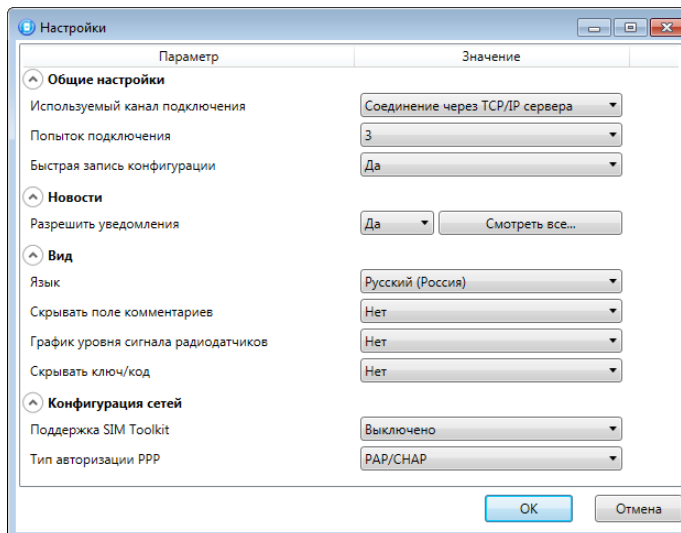 Настройки
Параметр Значение
Общие настройки
Используемый канал подключения Соединение через TCP/IP сервера
Попыток подключения 3
Быстрая запись конфигурации Да
Новости
Разрешить уведомления Да Смотреть все...
Вид
Язык Русский (Россия)
Скрывать поле комментариев Нет
График уровня сигнала радиодатчиков Нет
Скрывать ключ/код Нет
Конфигурация сетей
Поддержка SIM Toolkit Выключено
Тип авторизации PPP PAP/CHAP
OK Отмена